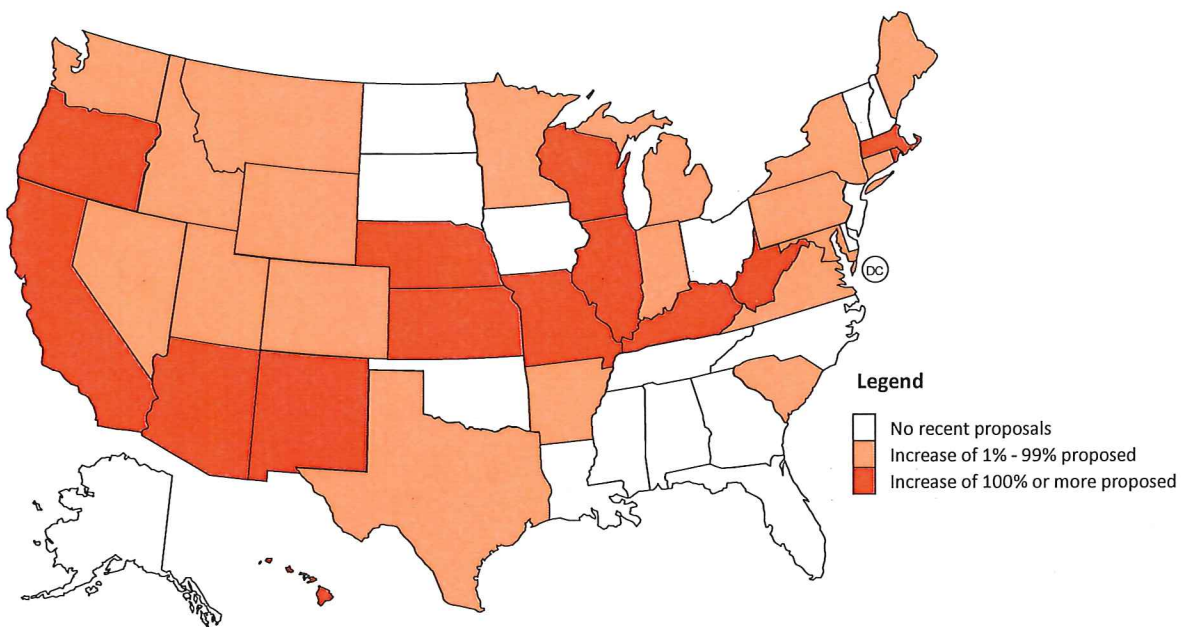 DC
Legend
No recent proposals
Increase of 1% - 99% proposed
Increase of 100% or more proposed